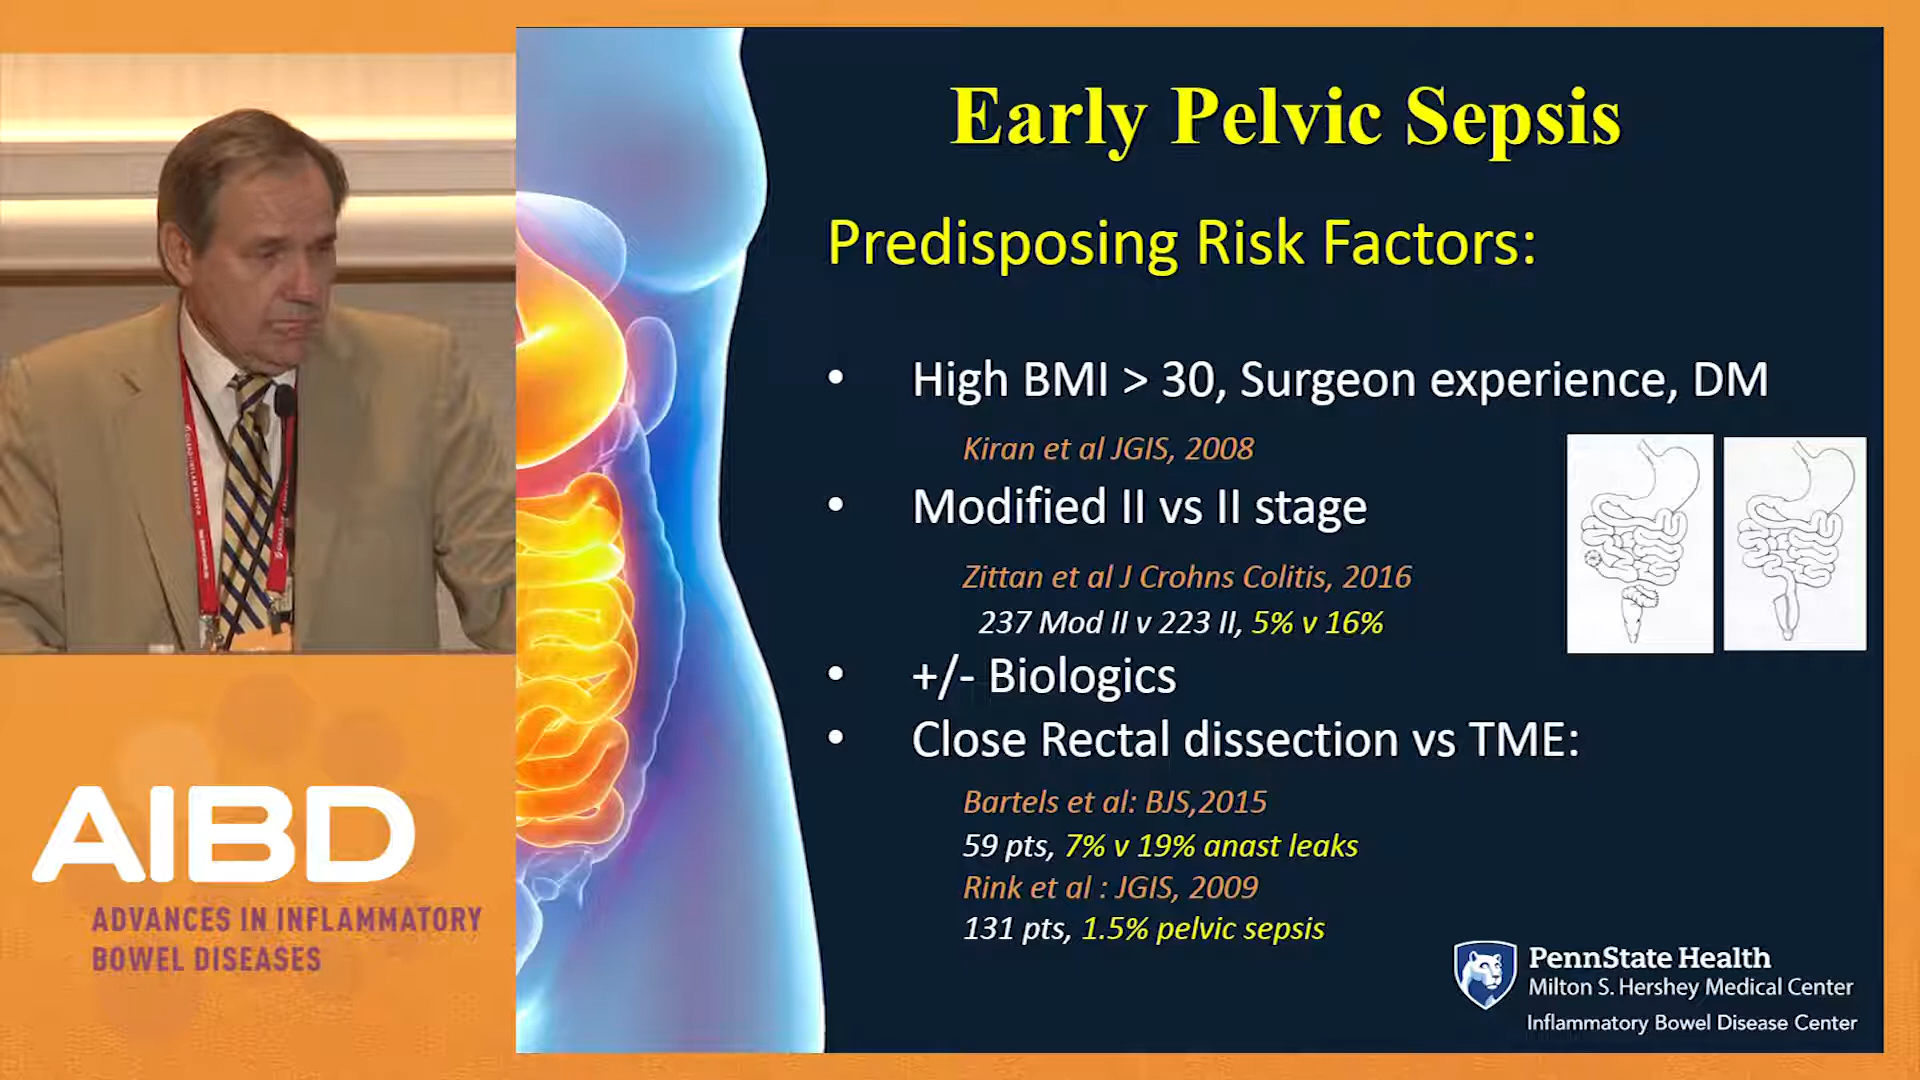 Early Pelvic Sepsis
Predisposing Risk Factors:
• High BMI > 30, Surgeon experience, DM
Kiran et al JGIS, 2008
• Modified II vs II stage
Zittan et al J Crohns Colitis, 2016
237 Mod II v 223 II, 5% v 16%
• +/- Biologics
• Close Rectal dissection vs TME:
Bartels et al: BJS,2015
59 pts, 7% v 19% anast leaks
Rink et al : JGIS, 2009
131 pts, 1.5% pelvic sepsis
PennState Health
Milton S. Hershey Medical Center
Inflammatory Bowel Disease Center
AIBD
ADVANCES IN INFLAMMATORY
BOWEL DISEASES